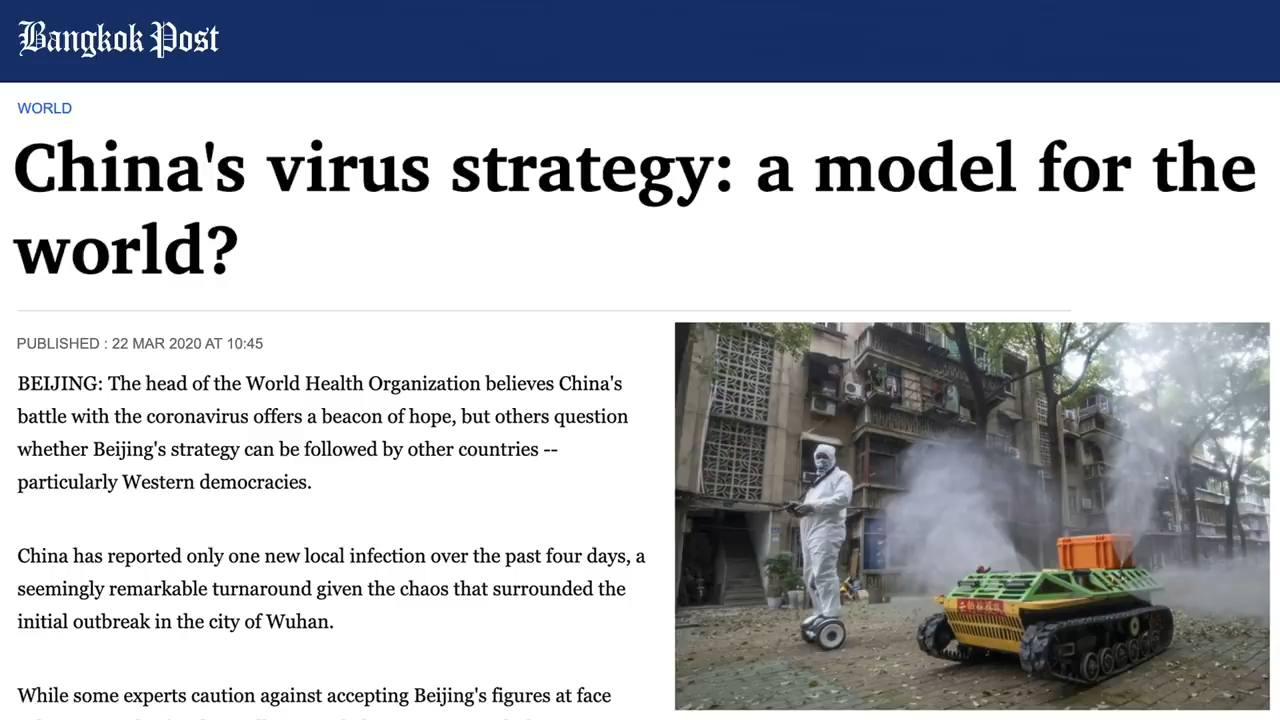 Bangkok Post
WORLD
China's virus strategy: a model for the
world?
PUBLISHED : 22 MAR 2020 AT 10:45
BEIJING: The head of the World Health Organization believes China's
battle with the coronavirus offers a beacon of hope, but others question
whether Beijing's strategy can be followed by other countries --
particularly Western democracies.
China has reported only one new local infection over the past four days, a
seemingly remarkable turnaround given the chaos that surrounded the
initial outbreak in the city of Wuhan.
While some experts caution against accepting Beijing's figures at face